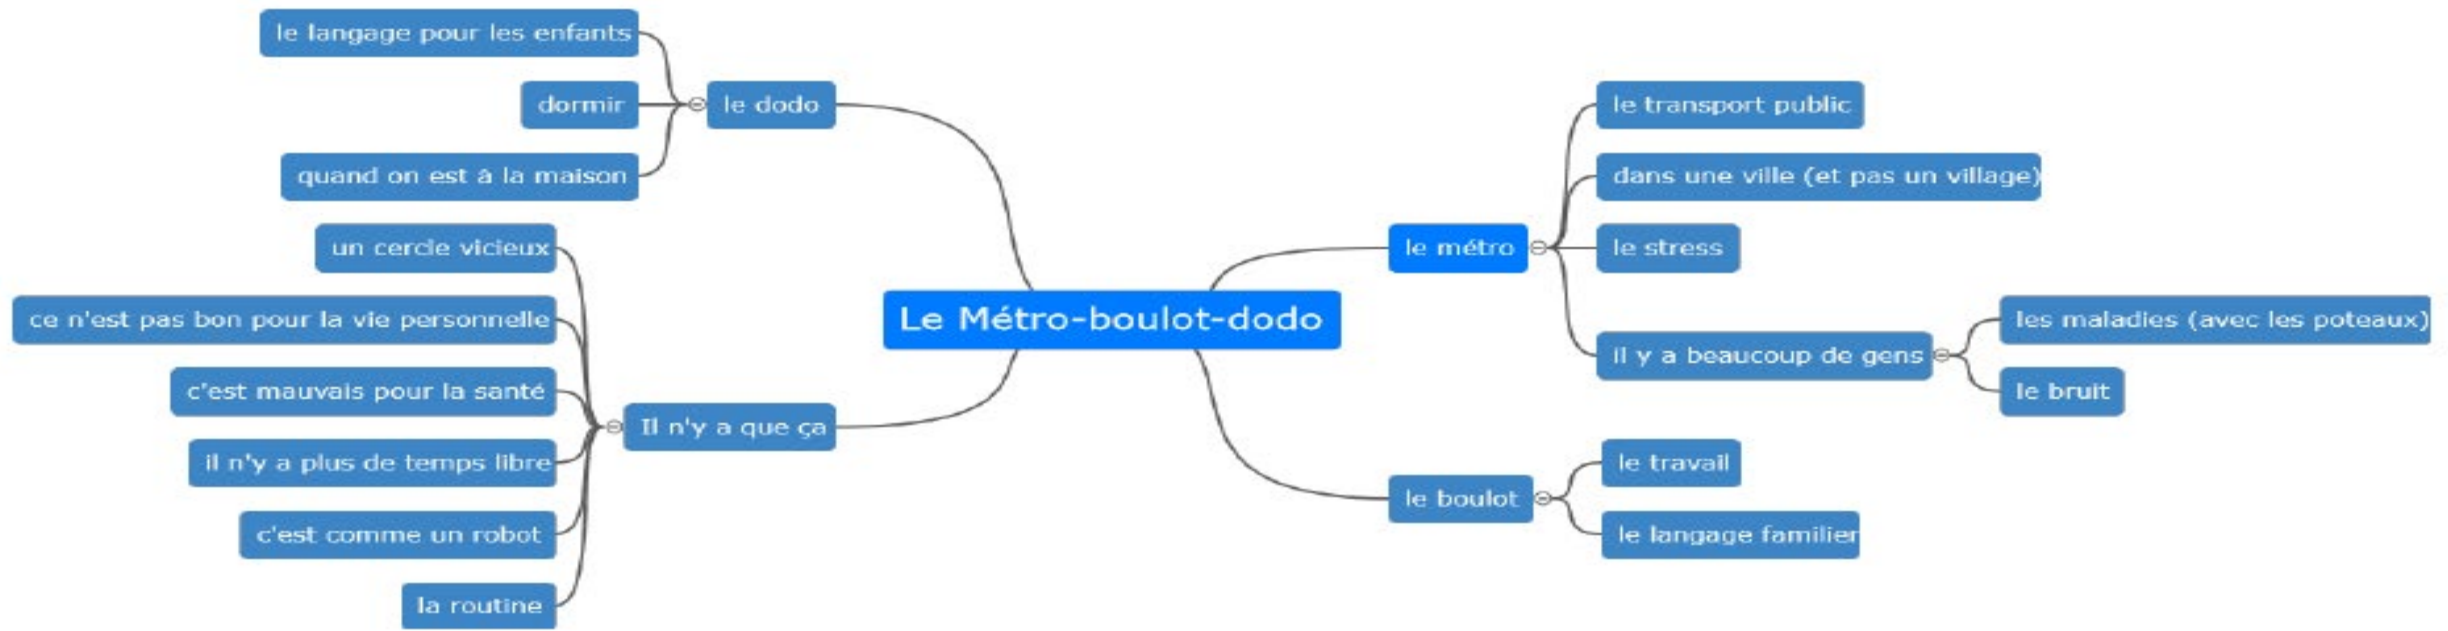 Le Métro-boulot-dodo
le dodo
le langage pour les enfants
dormir
quand on est à la maison
Il n'y a que ça
un cercle vicieux
ce n'est pas bon pour la vie personnelle
c'est mauvais pour la santé
il n'y a plus de temps libre
c'est comme un robot
la routine
le métro
le transport public
dans une ville (et pas un village)
le stress
il y a beaucoup de gens
les maladies (avec les poteaux)
le bruit
le boulot
le travail
le langage familier